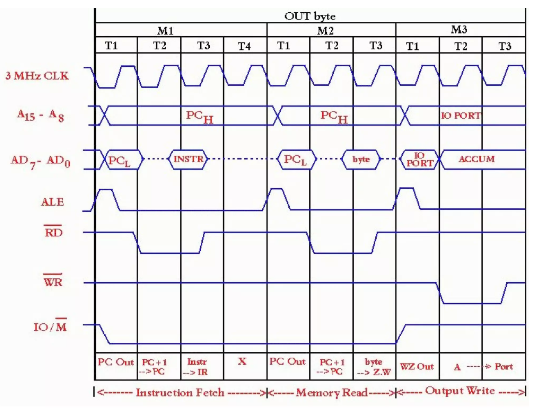 OUT byte
M1 M2 M3
T1 T2 T3 T4 T1 T2 T3 T1 T2 T3
3 MHz CLK
A15 - A8 PCH PCH IO PORT
AD7- AD0 PCL INSTR PCL byte IO PORT ACCUM
ALE
RD
WR
IO/M
PC Out PC+1 -->PC Instr -->IR X PC Out PC+1 -->PC byte --> Z.W WZ Out A ----> Port
|<------- Instruction Fetch ------->|<----- Memory Read----->|<---- Output Write ---->|